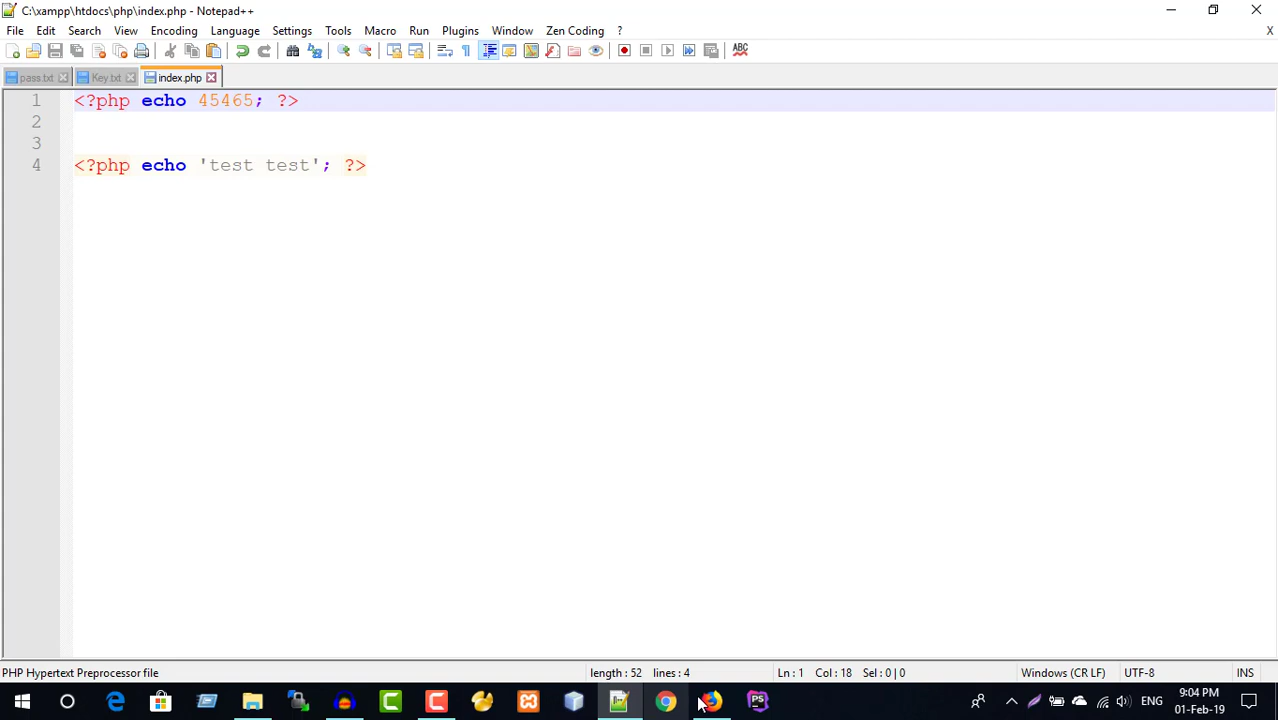 C:\xampp\htdocs\php\index.php - Notepad++
File Edit Search View Encoding Language Settings Tools Macro Run Plugins Window Zen Coding ? X
pass.txt Key.txt index.php
1 <?php echo 45465; ?>
2
3
4 <?php echo 'test test'; ?>
PHP Hypertext Preprocessor file length : 52 lines : 4 Ln : 1 Col : 18 Sel : 0 | 0 Windows (CR LF) UTF-8 INS
ENG 9:04 PM
01-Feb-19